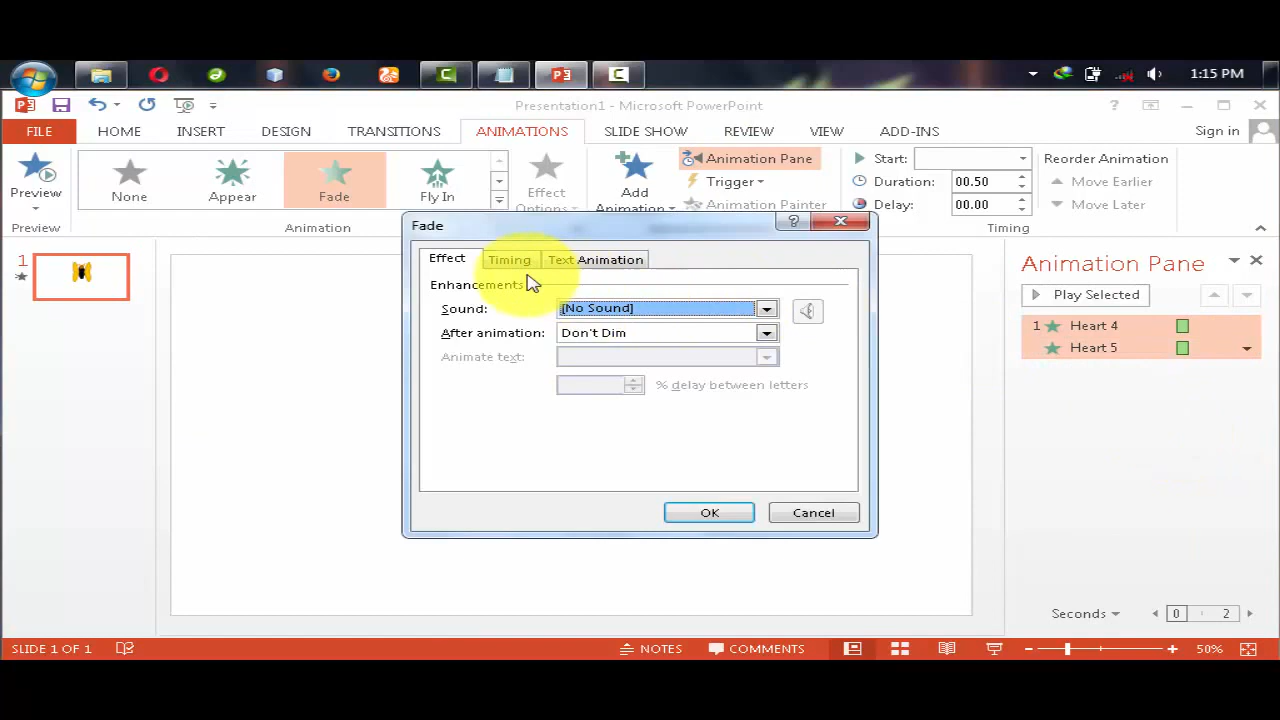 1:15 PM
Presentation1 - Microsoft PowerPoint
?
FILE HOME INSERT DESIGN TRANSITIONS ANIMATIONS SLIDE SHOW REVIEW VIEW ADD-INS Sign in
Preview
None
Appear
Fade
Fly In
Effect
Options
Add
Animation
Animation Pane
Trigger
Animation Painter
Start:
Duration: 00.50
Delay: 00.00
Reorder Animation
Move Earlier
Move Later
Preview
Animation
Timing
Fade
?
Effect Timing Text Animation
Enhancements
Sound: [No Sound]
After animation: Don't Dim
Animate text:
% delay between letters
OK Cancel
1
Animation Pane
Play Selected
1 Heart 4
Heart 5
Seconds 0 2
SLIDE 1 OF 1 NOTES COMMENTS 50%